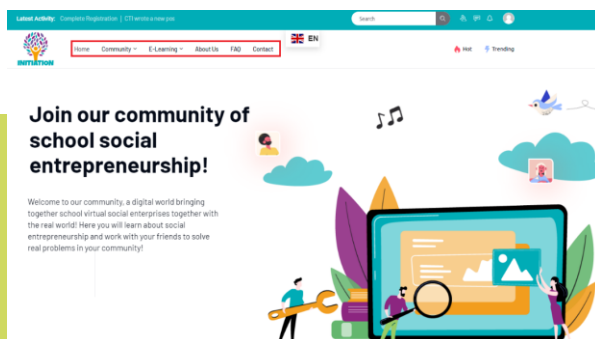 Latest Activity: Complete Registration | CTI wrote a new pos
Search
INITIATION
Home Community E-Learning About Us FAQ Contact
EN
Hot Trending
Join our community of
school social
entrepreneurship!
Welcome to our community, a digital world bringing
together school virtual social enterprises together with
the real world! Here you will learn about social
entrepreneurship and work with your friends to solve
real problems in your community!